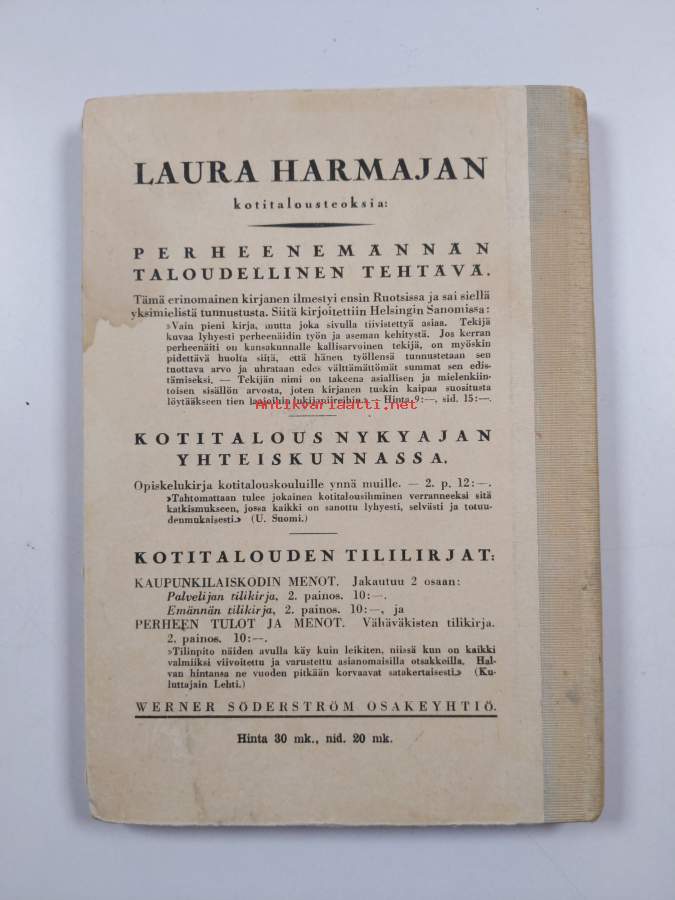 LAURA HARMAJAN
kotitalousteoksia:
PERHEENEMANNAN
TALOUDELLINEN TEHTAVA.
Tämä erinomainen kirjanen ilmestyi ensin Ruotsissa ja sai siellä
yksimielistä tunnustusta. Siitä kirjoitettiin Helsingin Sanomissa:
»Vain pieni kirja, mutta joka sivulla tiivistettyä asiaa. Tekijä
kuvaa lyhyesti perheenäidin työn ja aseman kehitystä. Jos kerran
perheenäiti on kansakunnalle kallisarvoinen tekijä, on myöskin
pidettävä huolta siitä, että hänen työllensä tunnustetaan sen
tuottava arvo ja uhrataan edes välttämättömät summat sen edis-
tämiseksi. — Tekijän nimi on takeena asiallisen ja mielenkiin-
toisen sisällön arvosta, joten kirjanen tuskin kaipaa suositusta
löytääkseen tien laajoihin lukijapiireihin.» — Hinta 9:—, sid. 15:—.
Antikvariaatti.net
KOTITALOUS NYKYAJAN
YHTEISKUNNASSA.
Opiskelukirja kotitalouskouluille ynnä muille. — 2. p. 12:—.
»Tahtomattaan tulee jokainen kotitalousihminen verranneeksi sitä
katkismukseen, jossa kaikki on sanottu lyhyesti, selvästi ja totuu-
denmukaisesti.» (U. Suomi.)
KOTITALOUDEN TILILIRJAT:
KAUPUNKILAISKODIN MENOT. Jakautuu 2 osaan:
Palvelijan tilikirja, 2. painos. 10:—.
Emännän tilikirja, 2. painos. 10:—, ja
PERHEEN TULOT JA MENOT. Vähäväkisten tilikirja.
2. painos. 10:—.
»Tilinpito näiden avulla käy kuin leikiten, niissä kun on kaikki
valmiiksi viivoitettu ja varustettu asianomaisilla otsakkoilla. Hal-
van hintansa ne vuoden pitkään korvaavat satakertaisesti.» (Ku-
luttajain Lehti.)
WERNER SÖDERSTRÖM OSAKEYHTIÖ.
Hinta 30 mk., nid. 20 mk.